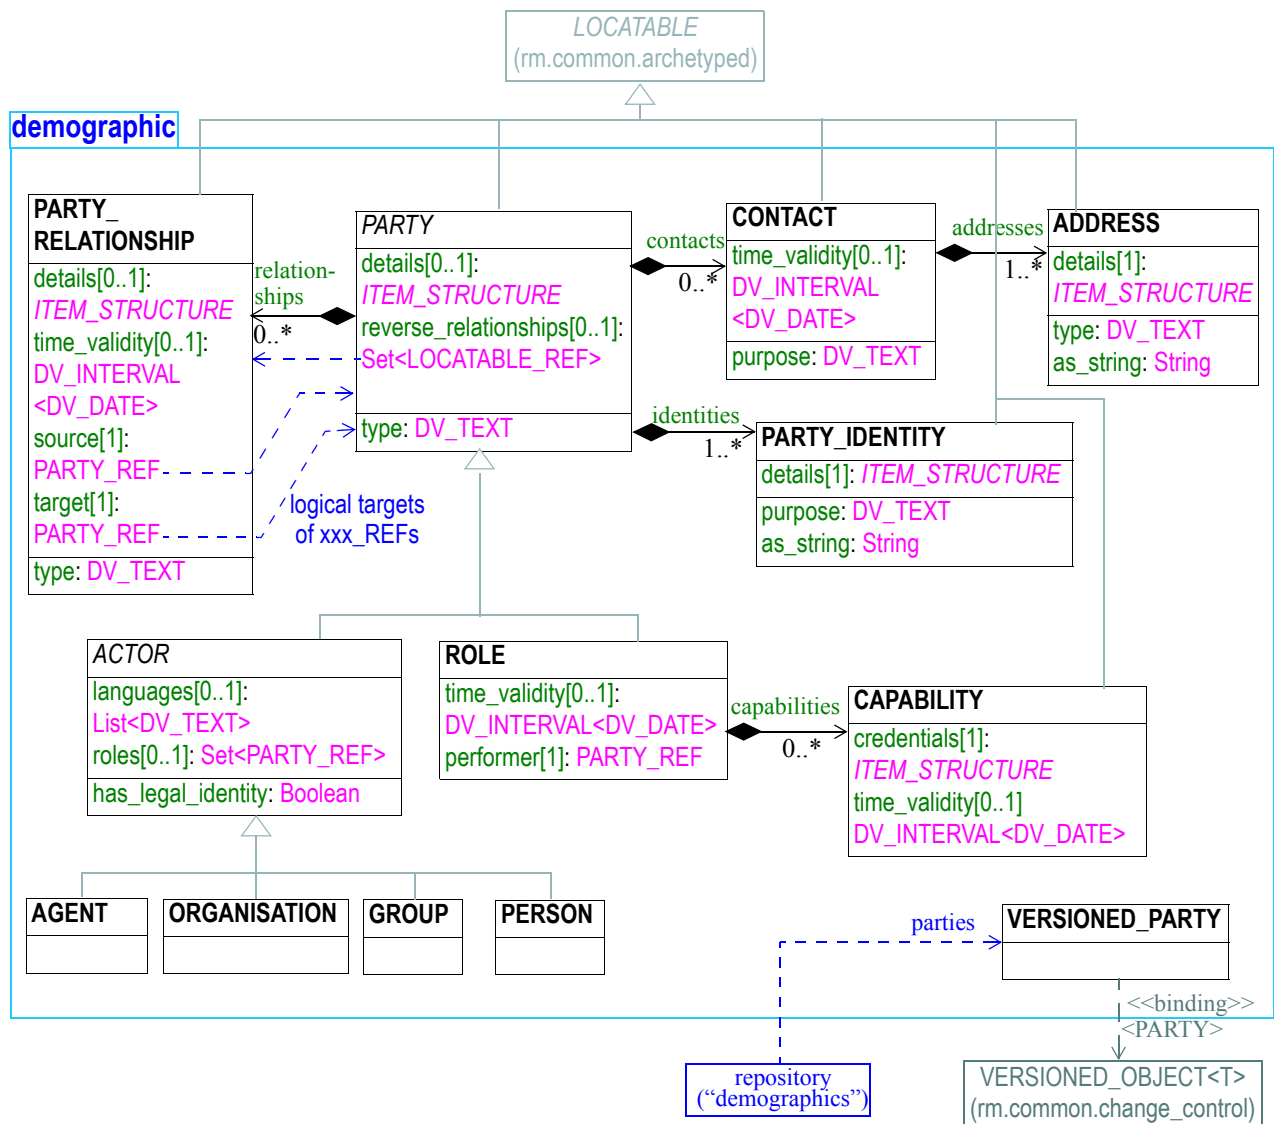 LOCATABLE
(rm.common.archetyped)
demographic
PARTY_
RELATIONSHIP
details[0..1]:
ITEM_STRUCTURE
time_validity[0..1]:
DV_INTERVAL
<DV_DATE>
source[1]:
PARTY_REF
target[1]:
PARTY_REF
type: DV_TEXT
relation-
ships
0..*
PARTY
details[0..1]:
ITEM_STRUCTURE
reverse_relationships[0..1]:
Set<LOCATABLE_REF>
type: DV_TEXT
contacts
0..*
CONTACT
time_validity[0..1]:
DV_INTERVAL
<DV_DATE>
purpose: DV_TEXT
addresses
1..*
ADDRESS
details[1]:
ITEM_STRUCTURE
type: DV_TEXT
as_string: String
identities
1..*
PARTY_IDENTITY
details[1]: ITEM_STRUCTURE
purpose: DV_TEXT
as_string: String
logical targets
of xxx_REFs
ACTOR
languages[0..1]:
List<DV_TEXT>
roles[0..1]: Set<PARTY_REF>
has_legal_identity: Boolean
ROLE
time_validity[0..1]:
DV_INTERVAL<DV_DATE>
performer[1]: PARTY_REF
capabilities
0..*
CAPABILITY
credentials[1]:
ITEM_STRUCTURE
time_validity[0..1]
DV_INTERVAL<DV_DATE>
AGENT
ORGANISATION
GROUP
PERSON
parties
VERSIONED_PARTY
<<binding>>
<PARTY>
repository
(“demographics”)
VERSIONED_OBJECT<T>
(rm.common.change_control)